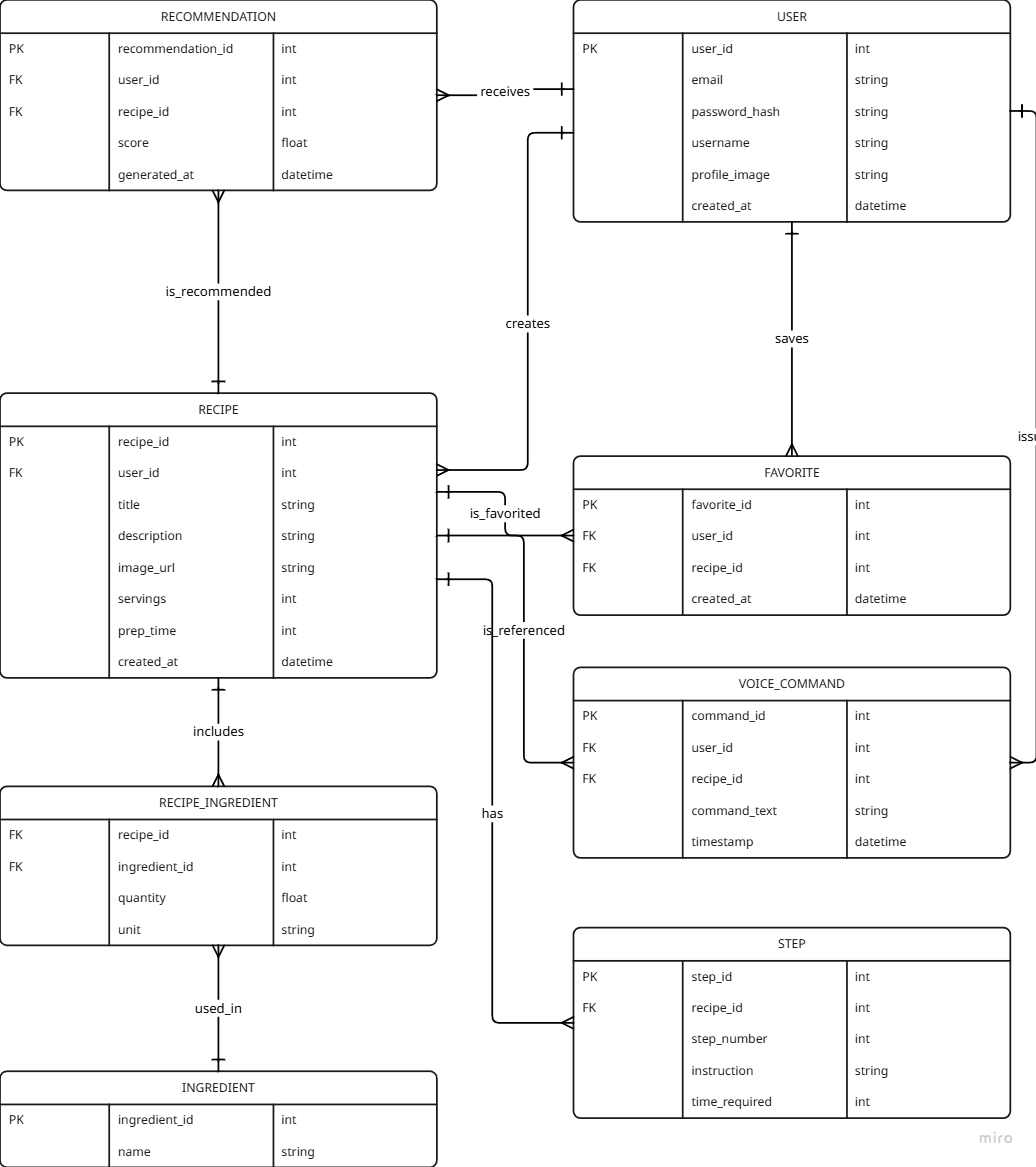 RECOMMENDATION
PK recommendation_id int
FK user_id int
FK recipe_id int
score float
generated_at datetime
USER
PK user_id int
email string
password_hash string
username string
profile_image string
created_at datetime
receives
is_recommended
creates
saves
issu
RECIPE
PK recipe_id int
FK user_id int
title string
description string
image_url string
servings int
prep_time int
created_at datetime
is_favorited
is_referenced
FAVORITE
PK favorite_id int
FK user_id int
FK recipe_id int
created_at datetime
includes
has
VOICE_COMMAND
PK command_id int
FK user_id int
FK recipe_id int
command_text string
timestamp datetime
RECIPE_INGREDIENT
FK recipe_id int
FK ingredient_id int
quantity float
unit string
used_in
STEP
PK step_id int
FK recipe_id int
step_number int
instruction string
time_required int
INGREDIENT
PK ingredient_id int
name string
miro